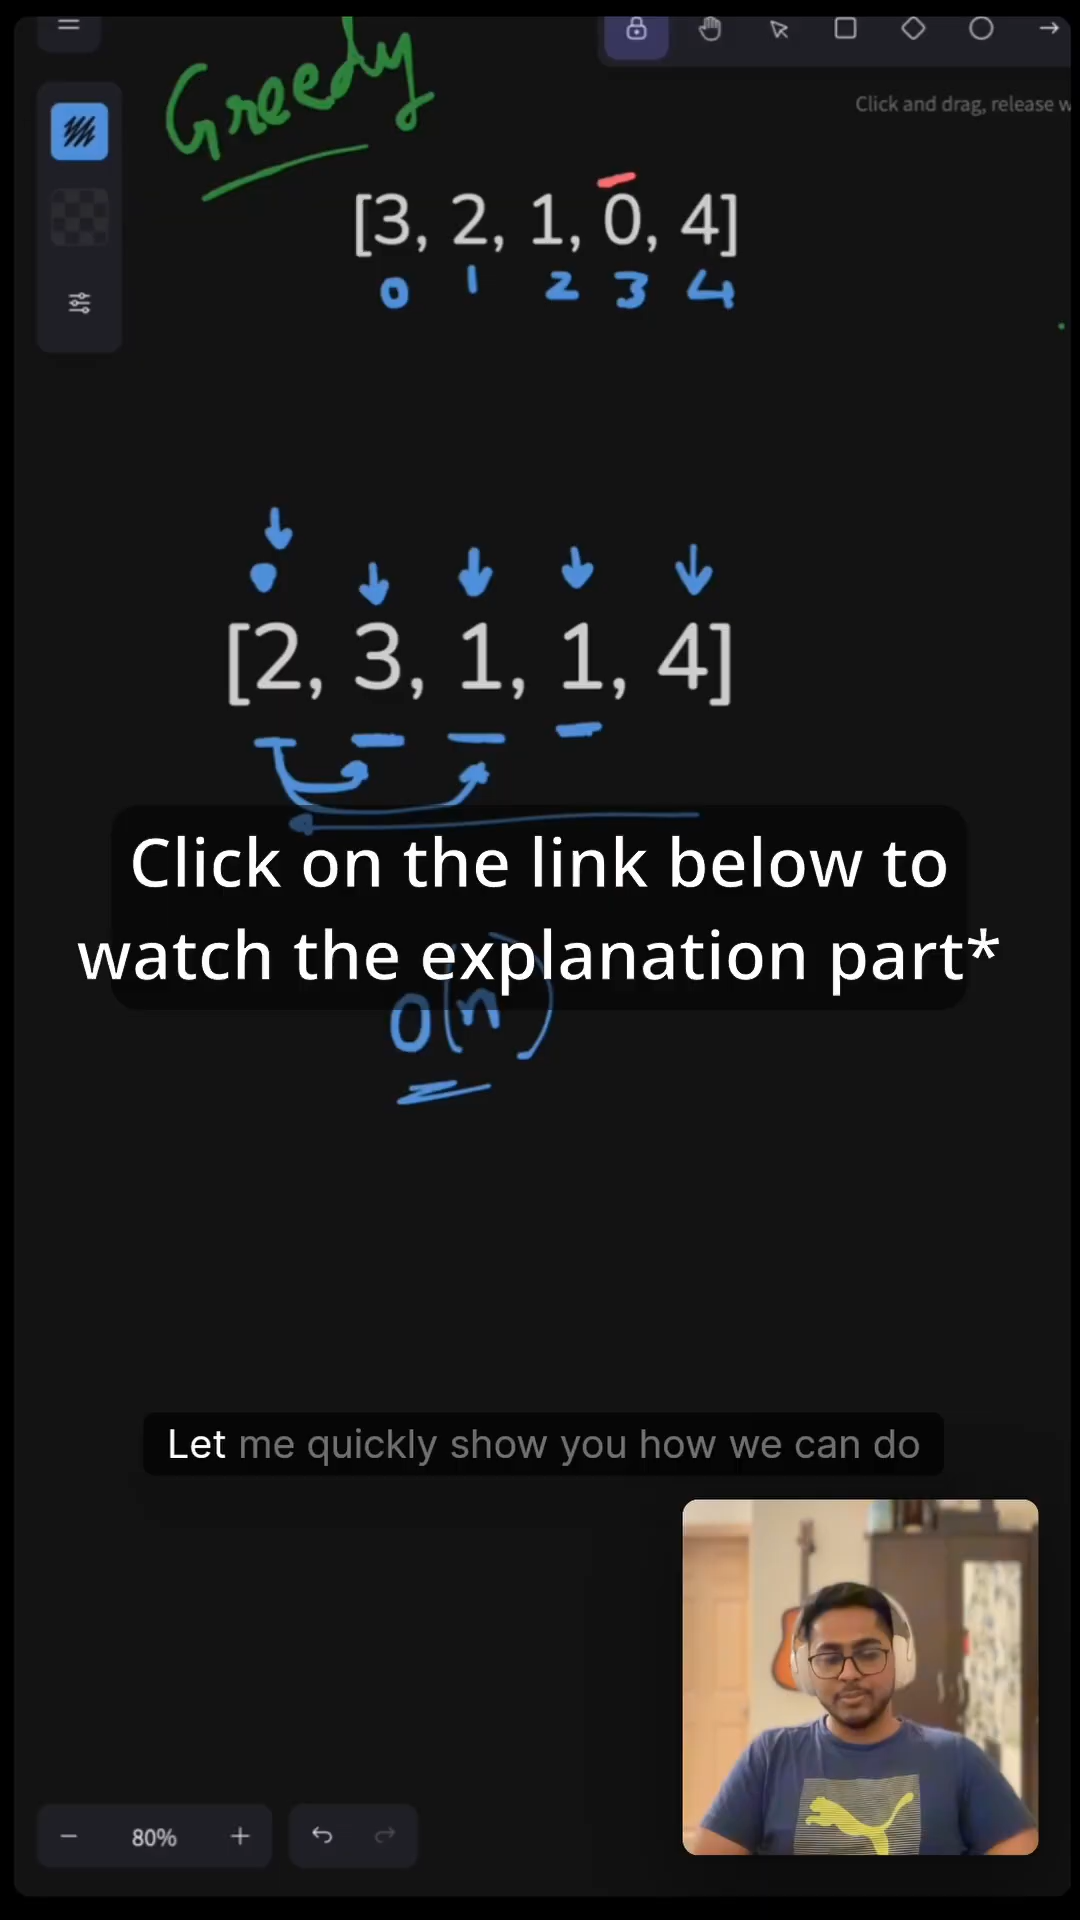 Greedy
Click and drag, release w
[3, 2, 1, 0, 4]
0 1 2 3 4
[2, 3, 1, 1, 4]
Click on the link below to
watch the explanation part*
O(n)
Let me quickly show you how we can do
80%